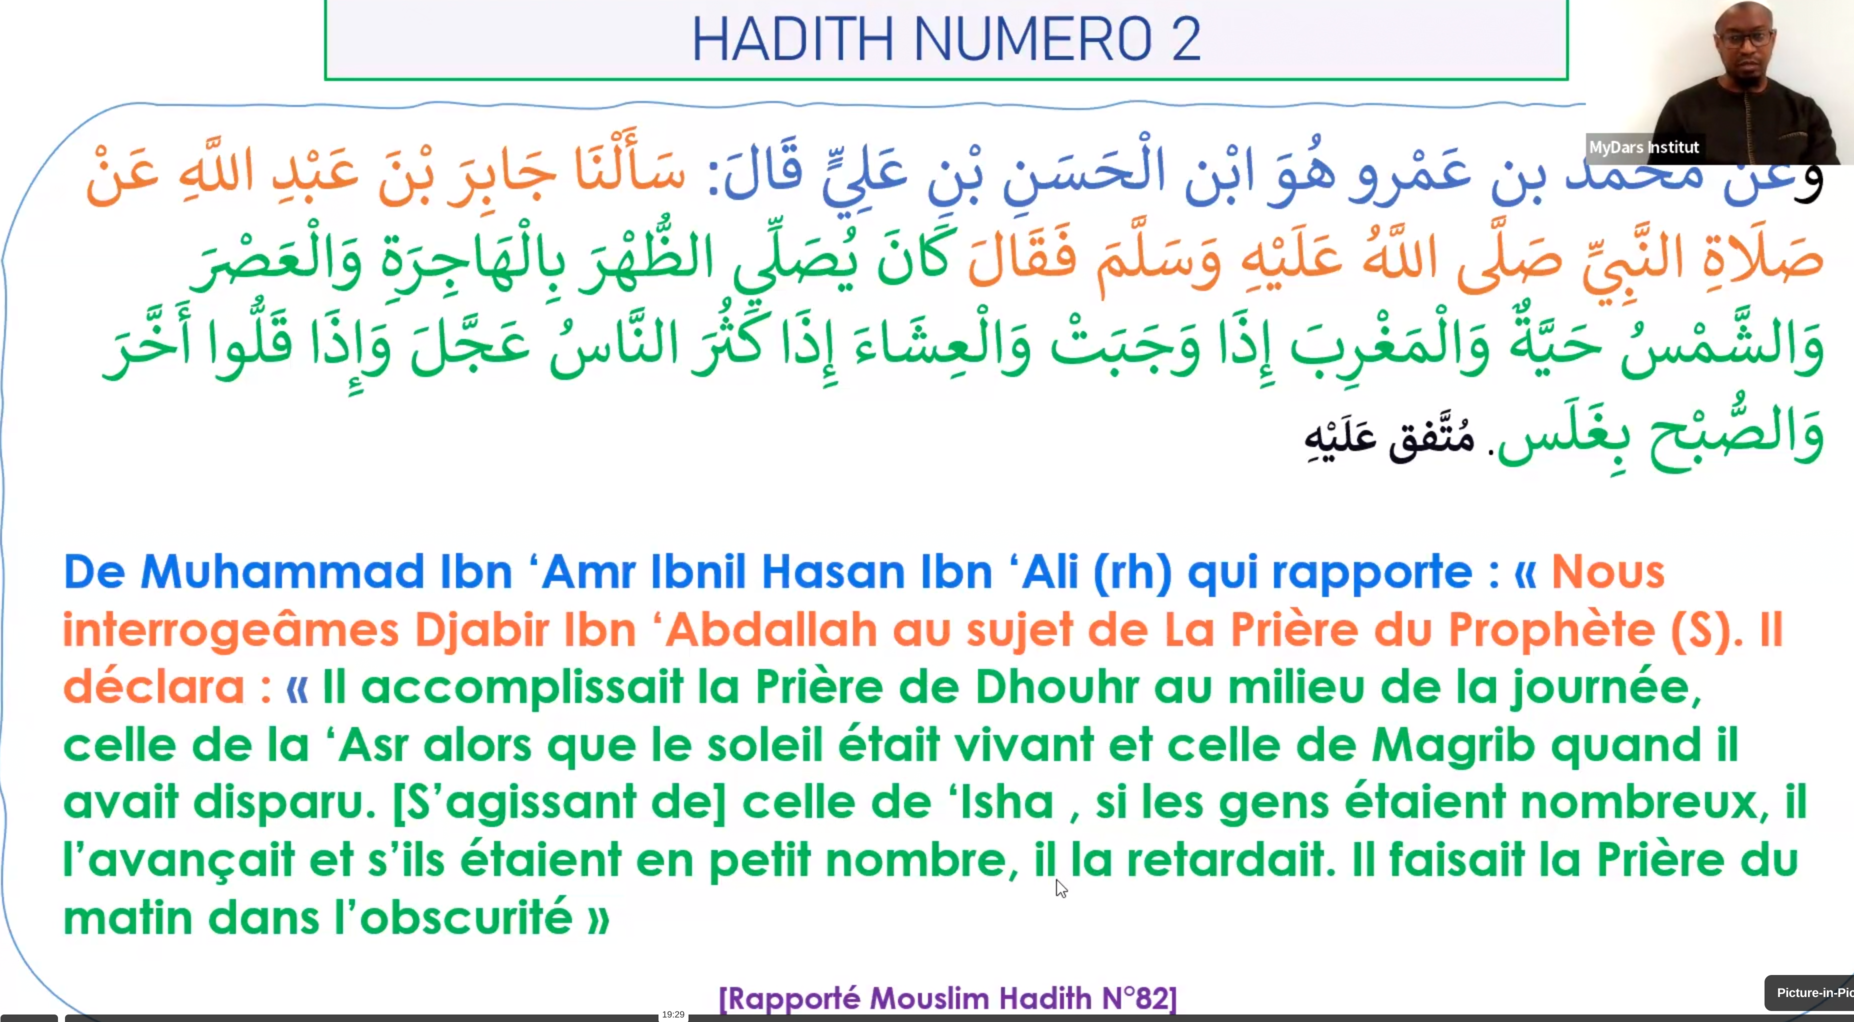 HADITH NUMERO 2
MyDars Institut
وعن محمد بن عَمْرو هُوَ ابْن الْحَسَنِ بْنِ عَلِيٍّ قَالَ: سَأَلْنَا جَابِرَ بْنَ عَبْدِ اللَّهِ عَنْ
صَلَاةِ النَّبِيِّ صَلَّى اللَّهُ عَلَيْهِ وَسَلَّمَ فَقَالَ كَانَ يُصَلِّي الظُّهْرَ بِالْهَاجِرَةِ وَالْعَصْرَ
وَالشَّمْسُ حَيَّةٌ وَالْمَغْرِبَ إِذَا وَجَبَتْ وَالْعِشَاءَ إِذَا كَثُرَ النَّاسُ عَجَّلَ وَإِذَا قَلُّوا أَخَّرَ
وَالصُّبْح بِغَلَس. مُتَّفق عَلَيْهِ
De Muhammad Ibn ‘Amr Ibnil Hasan Ibn ‘Ali (rh) qui rapporte : « Nous
interrogeâmes Djabir Ibn ‘Abdallah au sujet de La Prière du Prophète (S). Il
déclara : « Il accomplissait la Prière de Dhouhr au milieu de la journée,
celle de la ‘Asr alors que le soleil était vivant et celle de Magrib quand il
avait disparu. [S’agissant de] celle de ‘Isha , si les gens étaient nombreux, il
l’avançait et s’ils étaient en petit nombre, il la retardait. Il faisait la Prière du
matin dans l’obscurité »
[Rapporté Mouslim Hadith N°82]
Picture-in-Pic
19:29